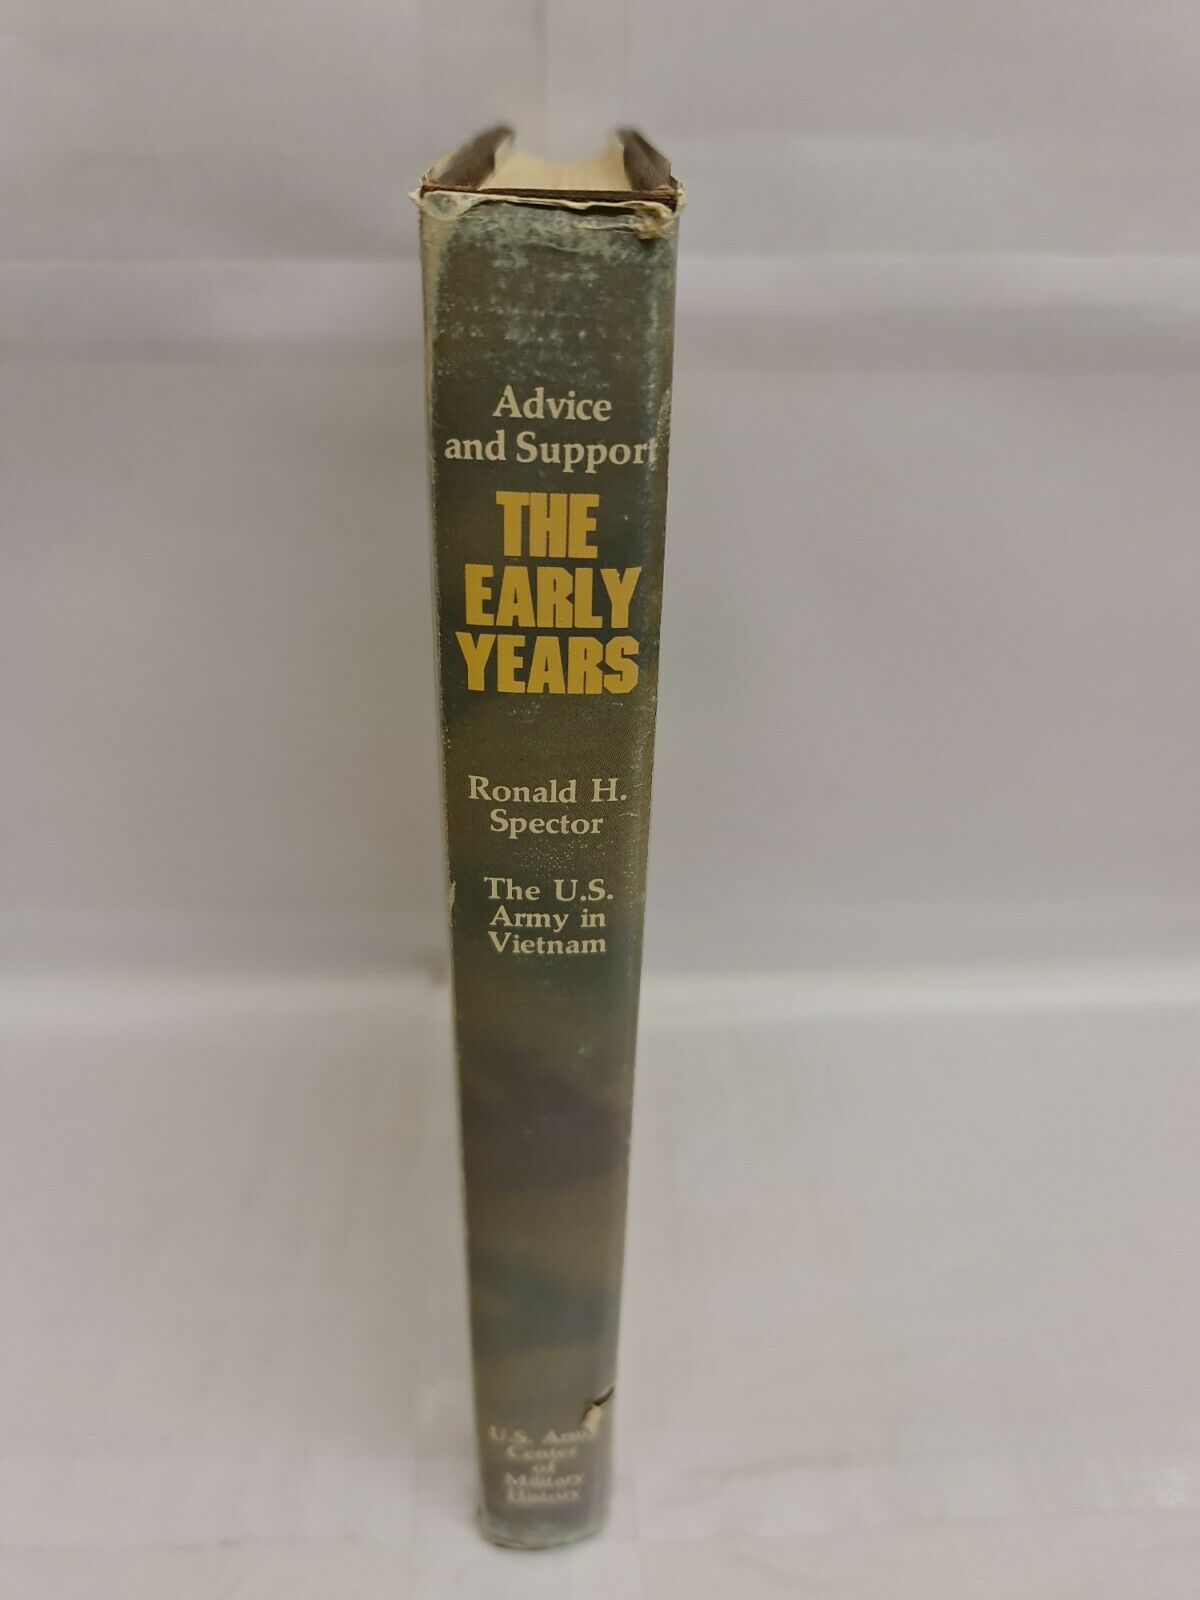 Advice
and Support
THE
EARLY
YEARS
Ronald H.
Spector
The U.S.
Army in
Vietnam
U.S. Army
Center
of
Military
History